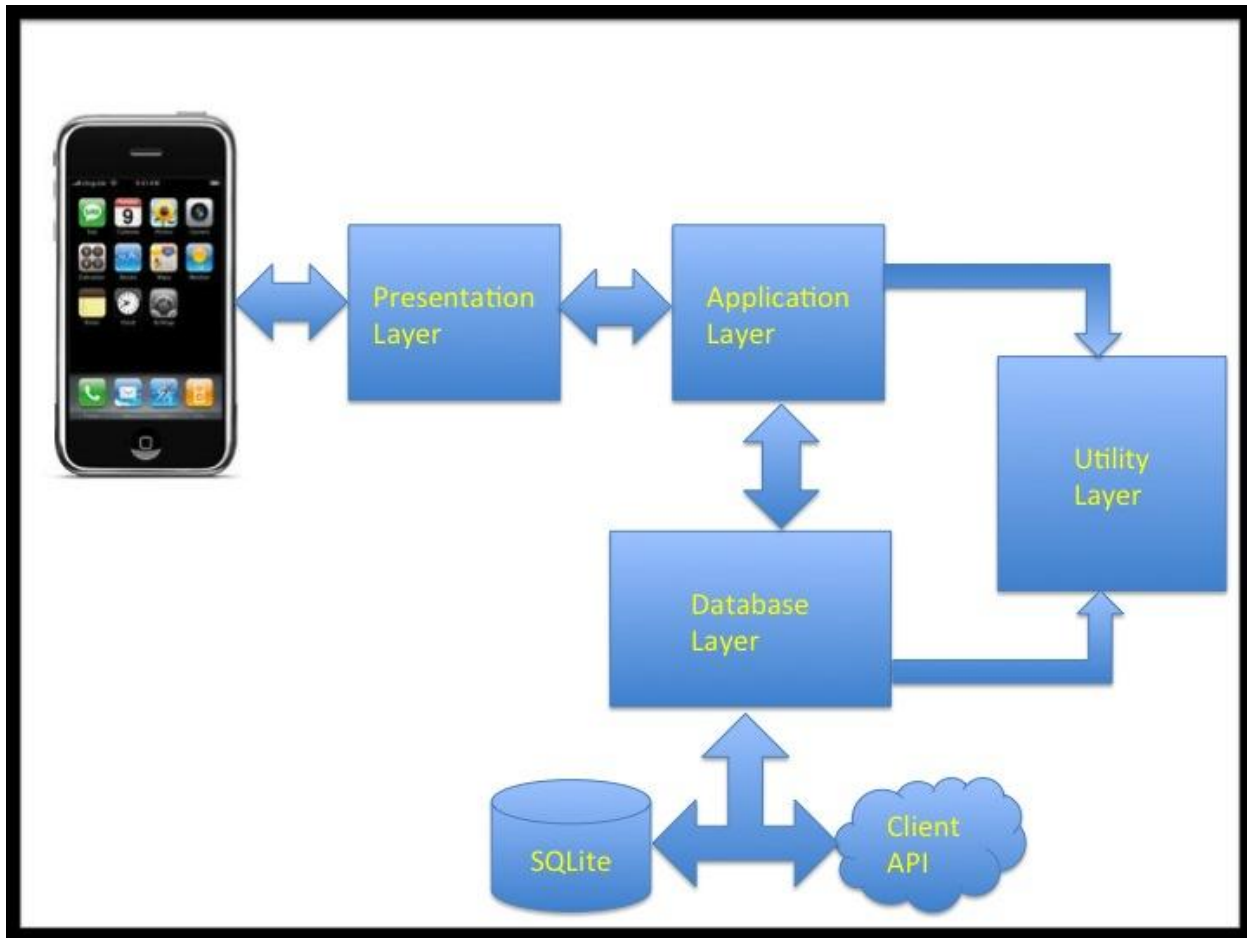 9
Presentation
Layer
Application
Layer
Utility
Layer
Database
Layer
SQLite
Client
API